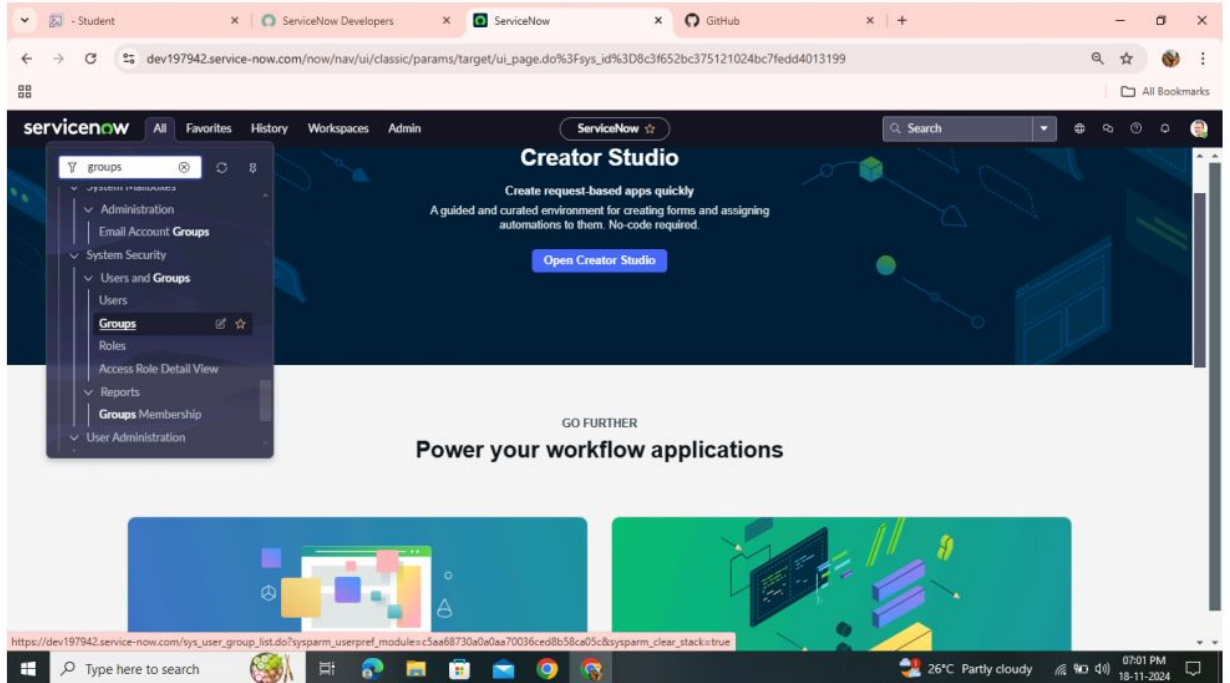 - Student
ServiceNow Developers
ServiceNow
GitHub
dev197942.service-now.com/now/nav/ui/classic/params/target/ui_page.do%3Fsys_id%3D8c3f652bc375121024bc7fedd4013199
All Bookmarks
servicenow All Favorites History Workspaces Admin ServiceNow Search
groups
System Mailboxes
Administration
Email Account Groups
System Security
Users and Groups
Users
Groups
Roles
Access Role Detail View
Reports
Groups Membership
User Administration
Creator Studio
Create request-based apps quickly
A guided and curated environment for creating forms and assigning
automations to them. No-code required.
Open Creator Studio
GO FURTHER
Power your workflow applications
https://dev197942.service-now.com/sys_user_group_list.do?sysparm_userpref_module=c5aa68730a0a0aa70036ced8b58ca05c&sysparm_clear_stack=true
Type here to search
26°C Partly cloudy
07:01 PM
18-11-2024